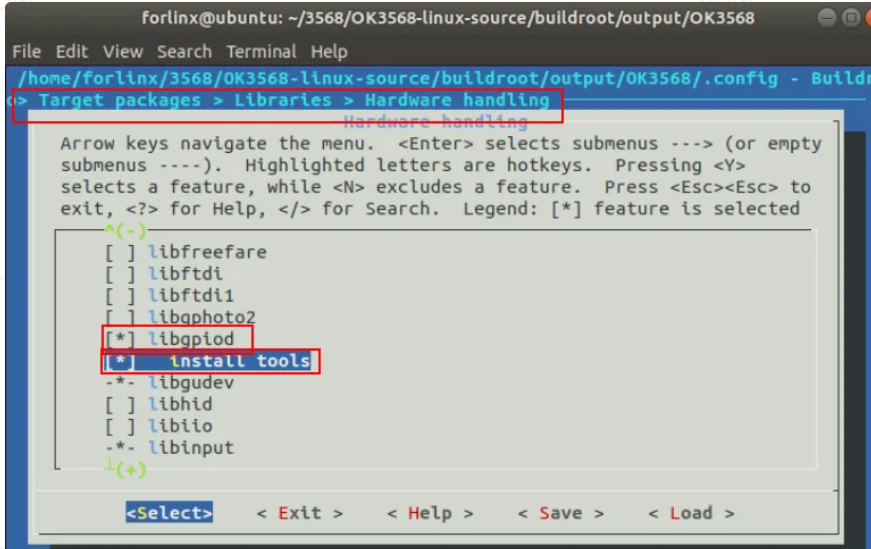 forlinx@ubuntu: ~/3568/OK3568-linux-source/buildroot/output/OK3568
File Edit View Search Terminal Help
/home/forlinx/3568/OK3568-linux-source/buildroot/output/OK3568/.config - Buildr
o> Target packages > Libraries > Hardware handling
Hardware handling
Arrow keys navigate the menu. <Enter> selects submenus ---> (or empty
submenus ----). Highlighted letters are hotkeys. Pressing <Y>
selects a feature, while <N> excludes a feature. Press <Esc><Esc> to
exit, <?> for Help, </> for Search. Legend: [*] feature is selected
^(-)
[ ] libfreefare
[ ] libftdi
[ ] libftdi1
[ ] libgphoto2
[*] libgpiod
[*] install tools
-*- libgudev
[ ] libhid
[ ] libiio
-*- libinput
┴(+)
<Select> < Exit > < Help > < Save > < Load >